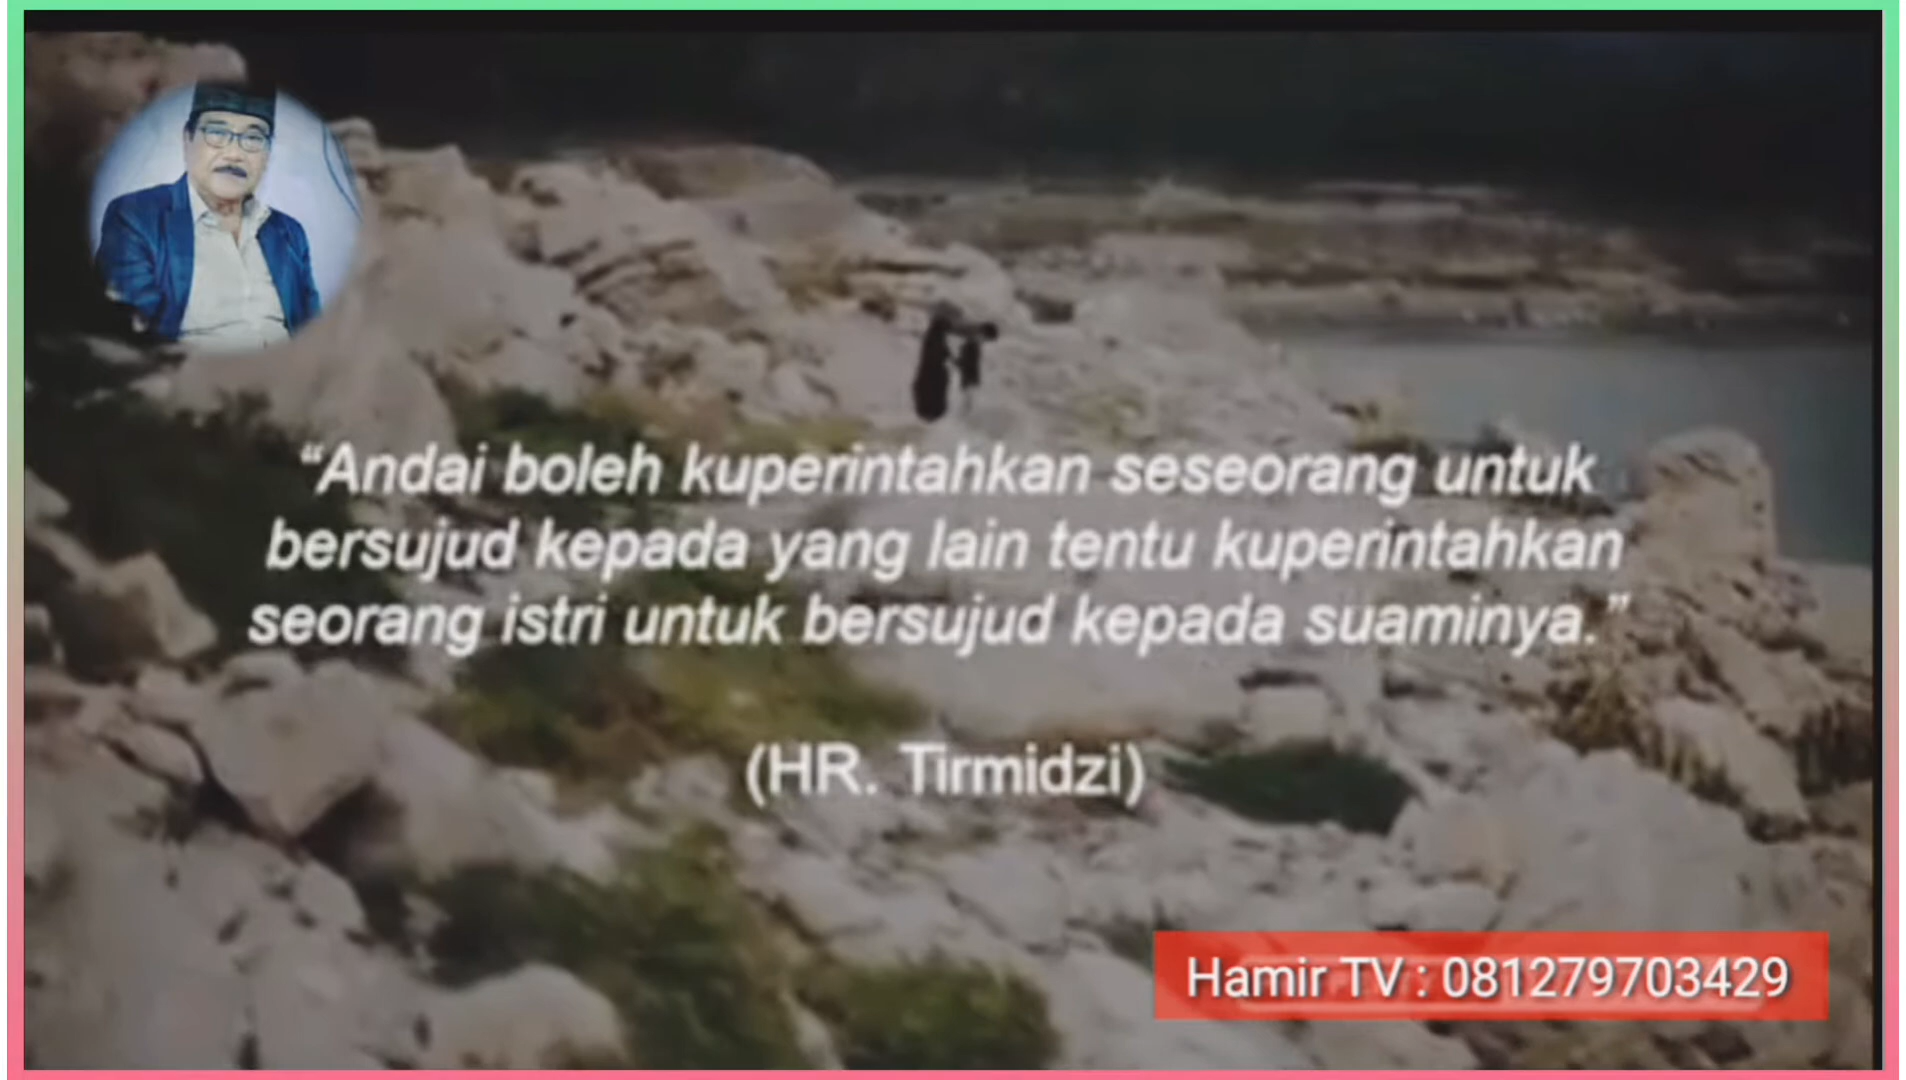 “Andai boleh kuperintahkan seseorang untuk
bersujud kepada yang lain tentu kuperintahkan
seorang istri untuk bersujud kepada suaminya.”
(HR. Tirmidzi)
Hamir TV : 081279703429